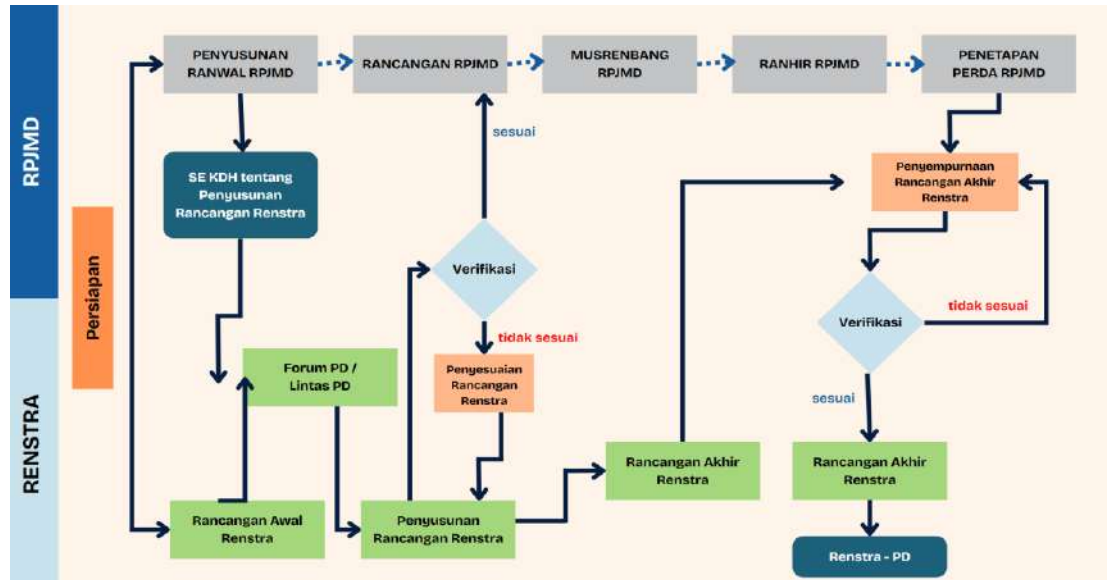 RPJMD
RENSTRA
Persiapan
PENYUSUNAN
RANWAL RPJMD
RANCANGAN RPJMD
MUSRENBANG
RPJMD
RANHIR RPJMD
PENETAPAN
PERDA RPJMD
sesuai
SE KDH tentang
Penyusunan
Rancangan Renstra
Penyempurnaan
Rancangan Akhir
Renstra
Verifikasi
tidak sesuai
Verifikasi
tidak sesuai
Forum PD /
Lintas PD
Penyesuaian
Rancangan
Renstra
sesuai
Rancangan Akhir
Renstra
Rancangan Akhir
Renstra
Rancangan Awal
Renstra
Penyusunan
Rancangan Renstra
Renstra - PD